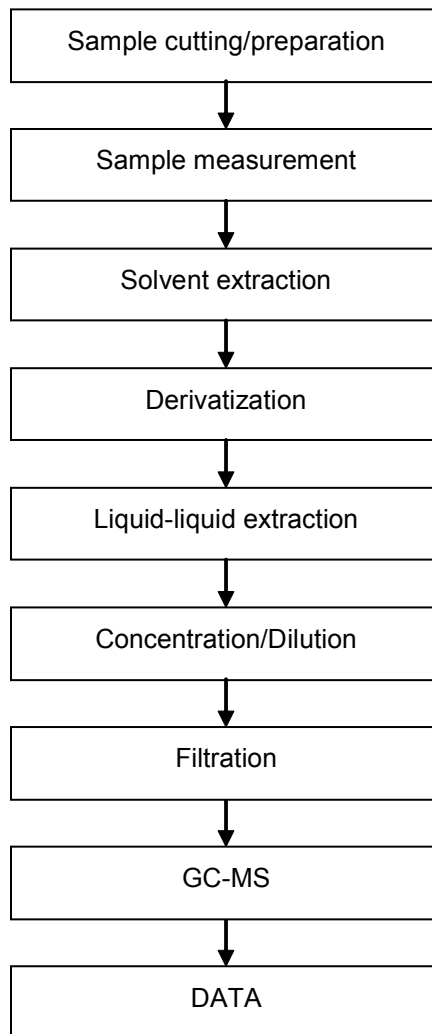 Sample cutting/preparation
Sample measurement
Solvent extraction
Derivatization
Liquid-liquid extraction
Concentration/Dilution
Filtration
GC-MS
DATA